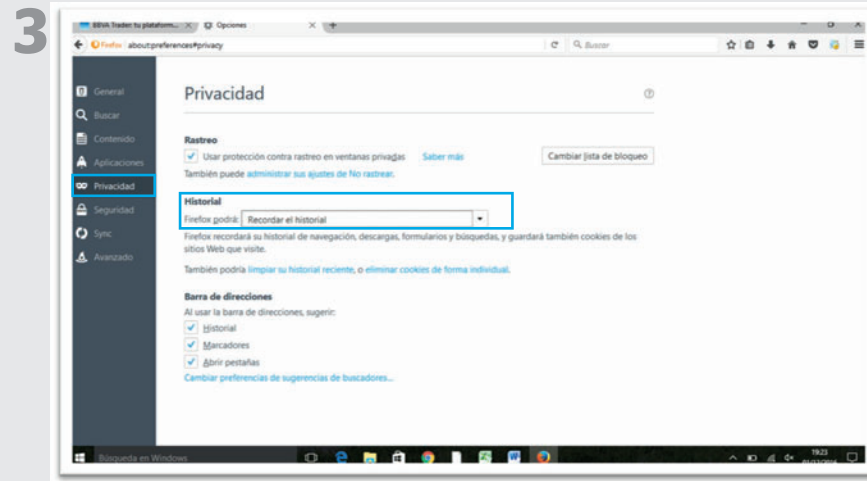 3
BBVA Trader: tu plataform...
Opciones
Firefox
about:preferences#privacy
Buscar
General
Buscar
Contenido
Aplicaciones
Privacidad
Seguridad
Sync
Avanzado
Privacidad
Rastreo
Usar protección contra rastreo en ventanas privadas Saber más
Cambiar lista de bloqueo
También puede administrar sus ajustes de No rastrear.
Historial
Firefox podrá: Recordar el historial
Firefox recordará su historial de navegación, descargas, formularios y búsquedas, y guardará también cookies de los
sitios Web que visite.
También podría limpiar su historial reciente, o eliminar cookies de forma individual.
Barra de direcciones
Al usar la barra de direcciones, sugerir:
Historial
Marcadores
Abrir pestañas
Cambiar preferencias de sugerencias de buscadores...
Búsqueda en Windows
19:23